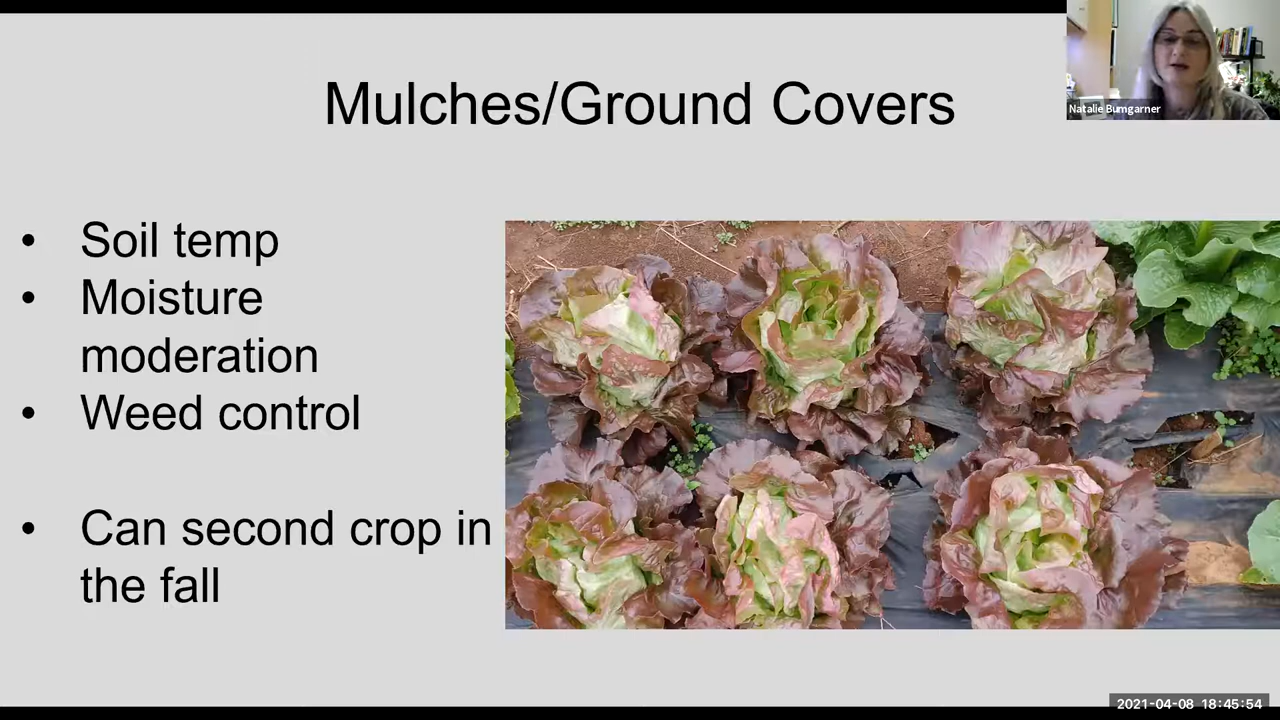 Mulches/Ground Covers
Natalie Bumgarner
• Soil temp
• Moisture
moderation
• Weed control
• Can second crop in
the fall
2021-04-08 18:45:54